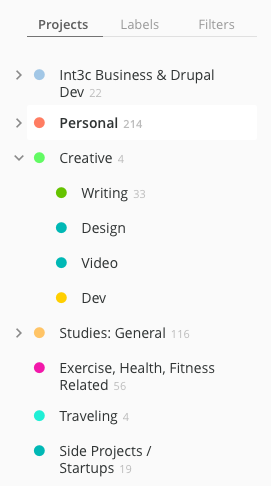 Projects Labels Filters
Int3c Business & Drupal
Dev 22
Personal 214
Creative 4
Writing 33
Design
Video
Dev
Studies: General 116
Exercise, Health, Fitness
Related 56
Traveling 4
Side Projects /
Startups 19